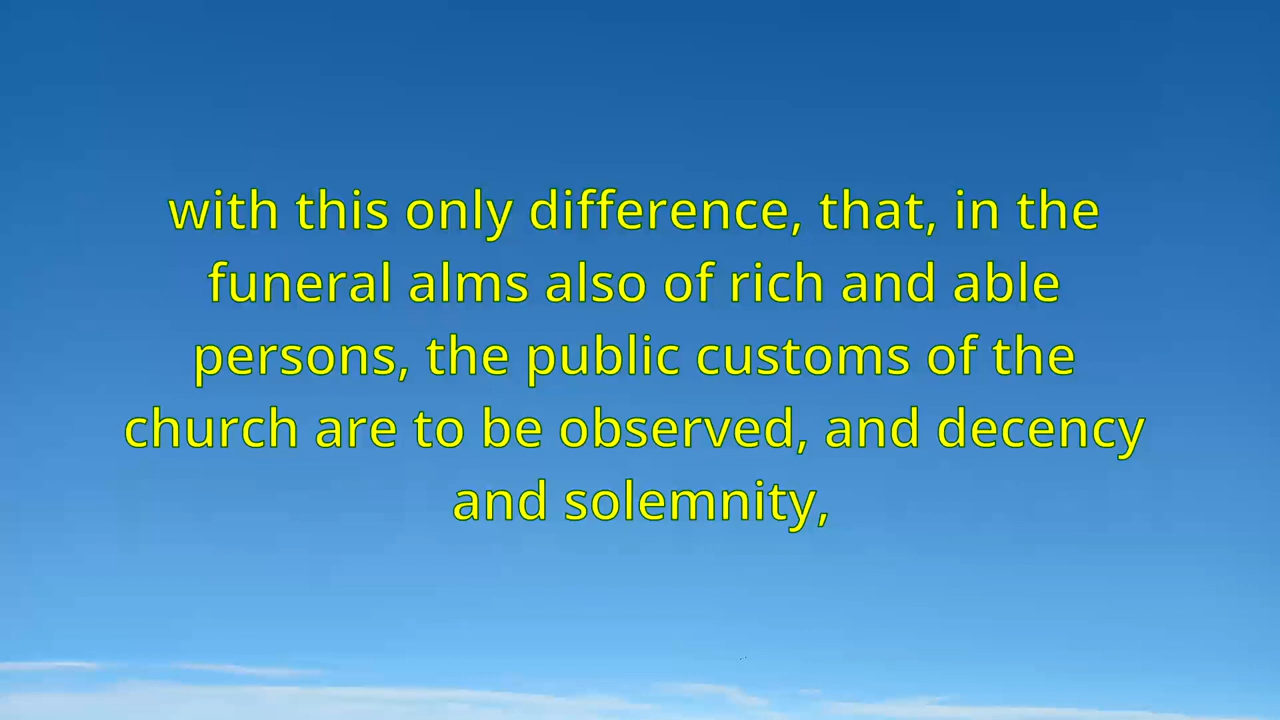 with this only difference, that, in the
funeral alms also of rich and able
persons, the public customs of the
church are to be observed, and decency
and solemnity,